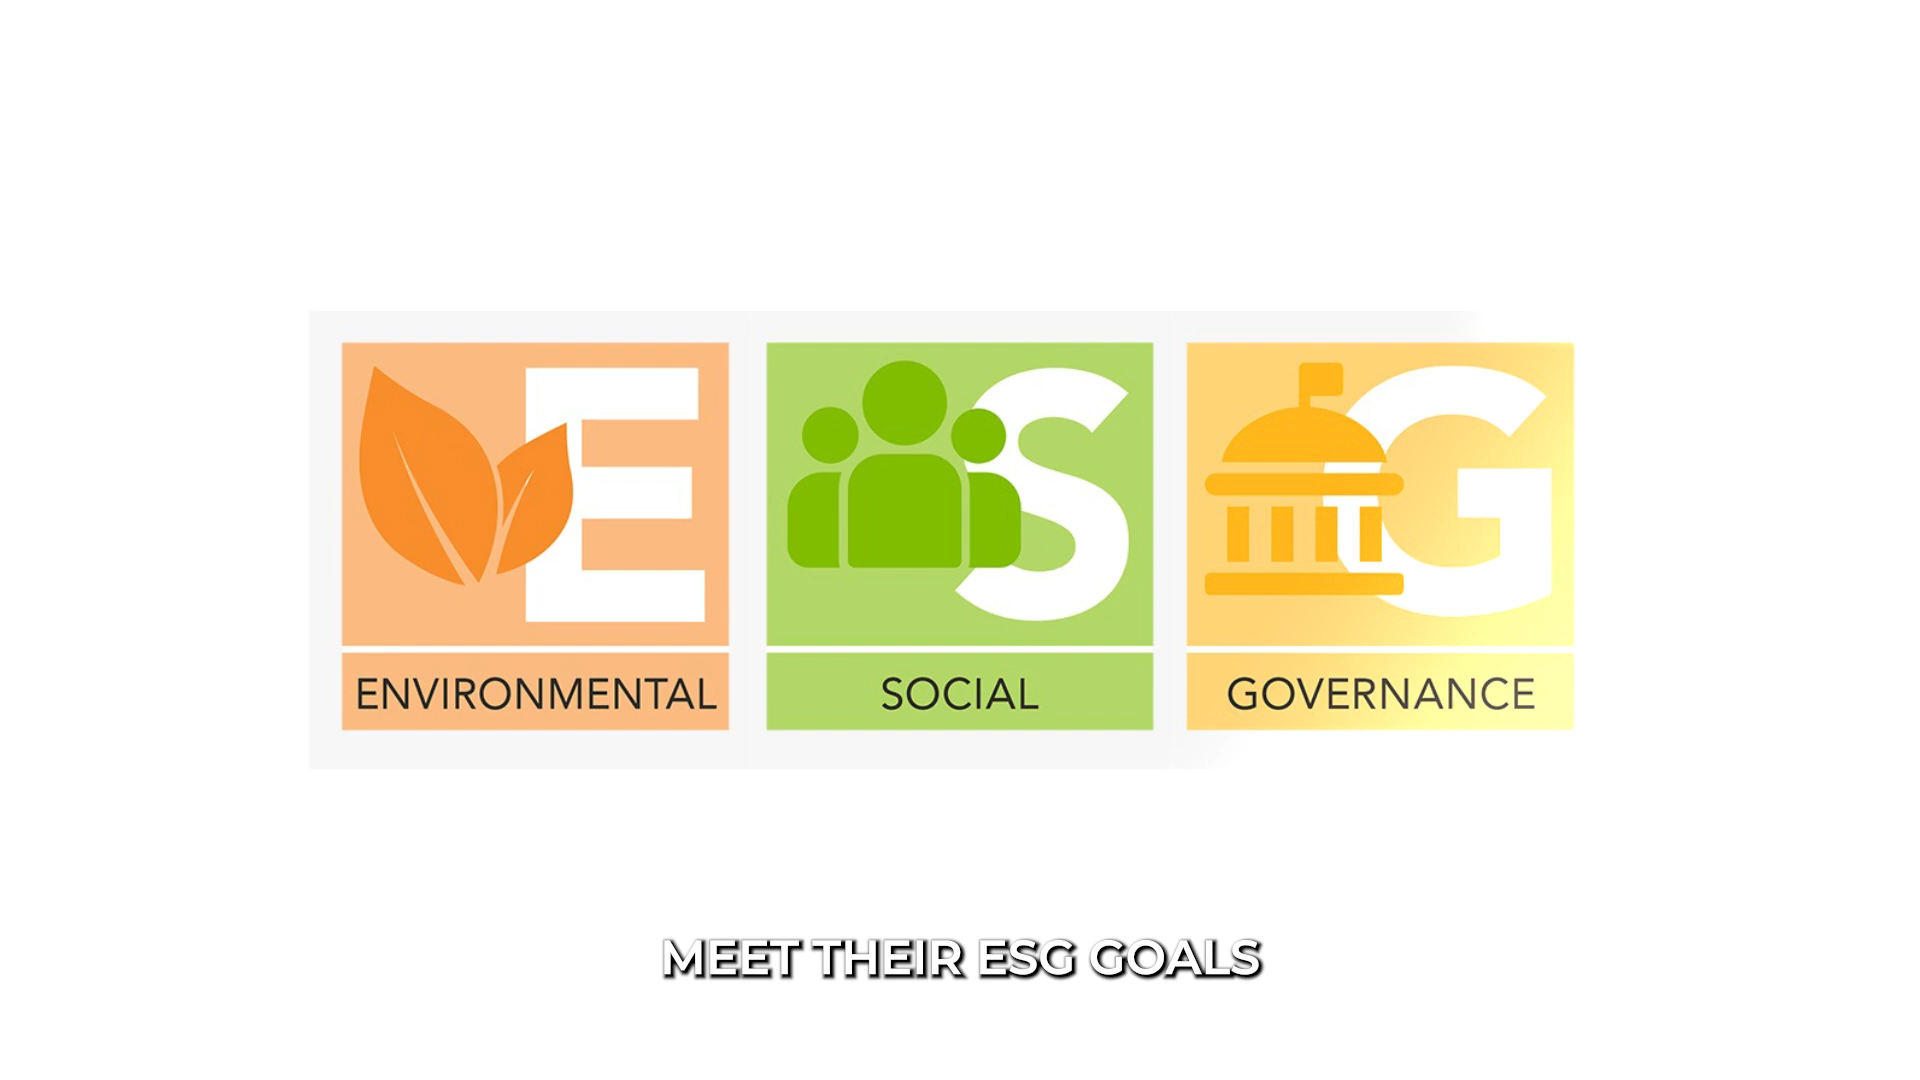 E
S
G
ENVIRONMENTAL
SOCIAL
GOVERNANCE
MEET THEIR ESG GOALS